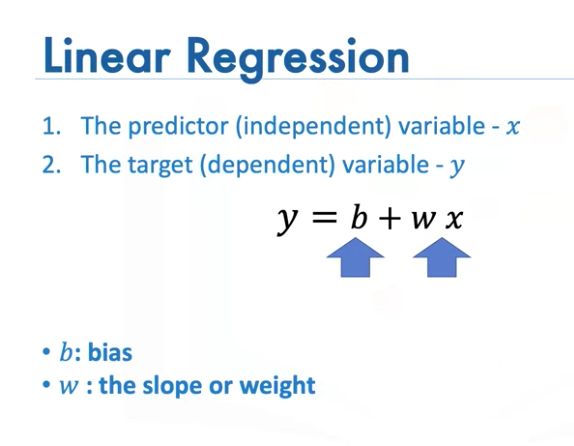 Linear Regression
1. The predictor (independent) variable - x
2. The target (dependent) variable - y
y = b + w x
• b: bias
• w : the slope or weight